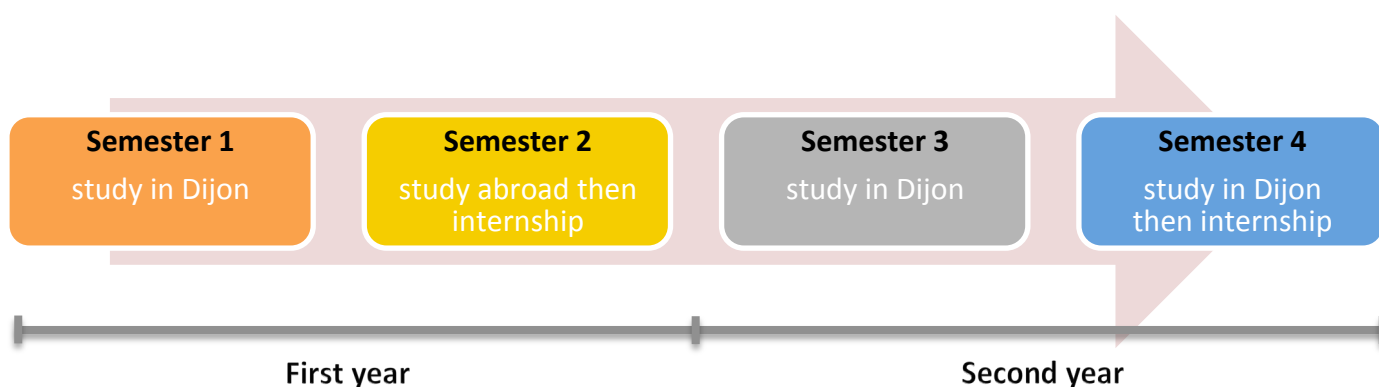 Semester 1
study in Dijon
Semester 2
study abroad then
internship
Semester 3
study in Dijon
Semester 4
study in Dijon
then internship
First year
Second year